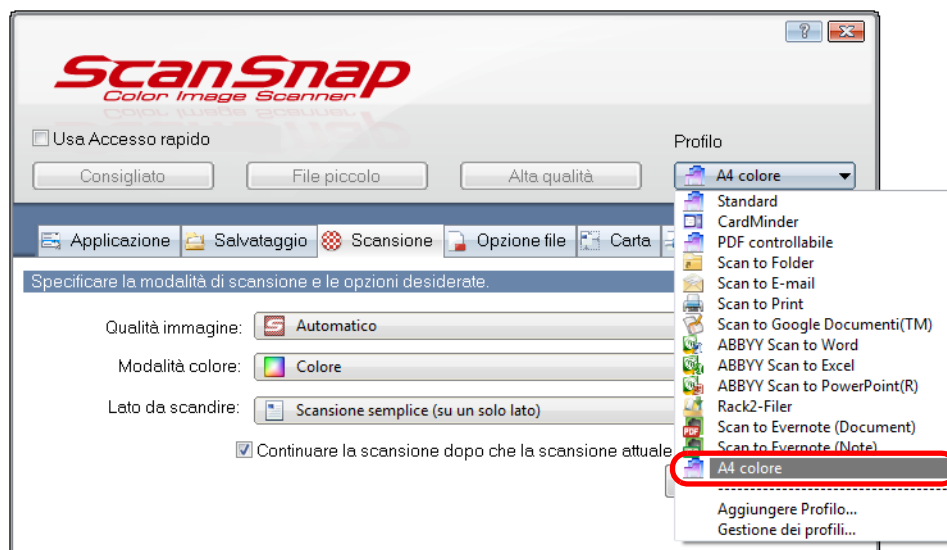 ScanSnap
Color Image Scanner
Usa Accesso rapido
Profilo
Consigliato File piccolo Alta qualità A4 colore
Applicazione Salvataggio Scansione Opzione file Carta
Specificare la modalità di scansione e le opzioni desiderate.
Qualità immagine: Automatico
Modalità colore: Colore
Lato da scandire: Scansione semplice (su un solo lato)
Continuare la scansione dopo che la scansione attuale
Standard
CardMinder
PDF controllabile
Scan to Folder
Scan to E-mail
Scan to Print
Scan to Google Documenti(TM)
ABBYY Scan to Word
ABBYY Scan to Excel
ABBYY Scan to PowerPoint(R)
Rack2-Filer
Scan to Evernote (Document)
Scan to Evernote (Note)
A4 colore
Aggiungere Profilo...
Gestione dei profili...